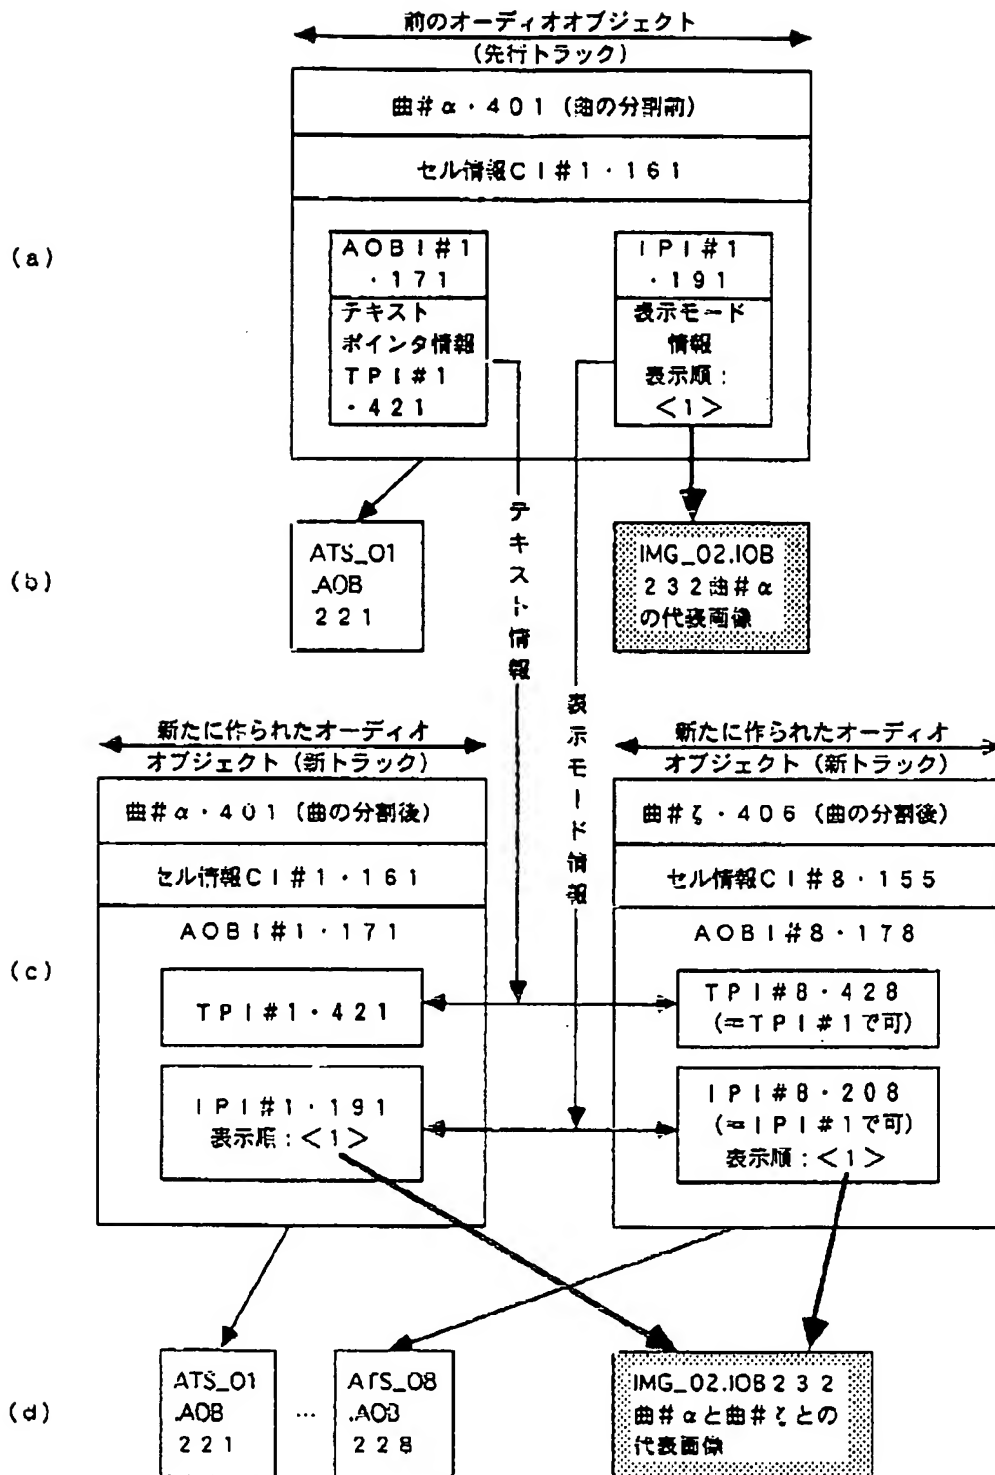 前のオーディオオブジェクト
(先行トラック)
曲#α・401(曲の分割前)
セル情報CI#1・161
(a)
AOBI#1
・171
テキスト
ポインタ情報
TPI#1
・421
IPI#1
・191
表示モード
情報
表示順:
<1>
テキスト情報
表示モード情報
(b)
ATS_01
.AOB
221
IMG_02.IOB
232曲#α
の代表画像
新たに作られたオーディオ
オブジェクト(新トラック)
曲#α・401(曲の分割後)
セル情報CI#1・161
AOBI#1・171
(c)
TPI#1・421
IPI#1・191
表示順:<1>
新たに作られたオーディオ
オブジェクト(新トラック)
曲#ζ・406(曲の分割後)
セル情報CI#8・155
AOBI#8・178
TPI#8・428
(=TPI#1で可)
IPI#8・208
(=IPI#1で可)
表示順:<1>
(d)
ATS_01
.AOB
221
…
ATS_08
.AOB
228
IMG_02.IOB232
曲#αと曲#ζとの
代表画像